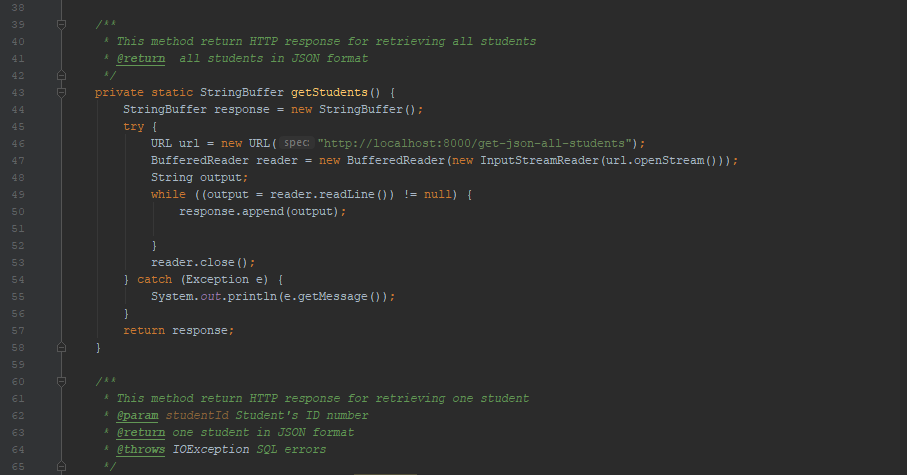 38
39 /**
40 * This method return HTTP response for retrieving all students
41 * @return all students in JSON format
42 */
43 private static StringBuffer getStudents() {
44 StringBuffer response = new StringBuffer();
45 try {
46 URL url = new URL( spec: "http://localhost:8000/get-json-all-students");
47 BufferedReader reader = new BufferedReader(new InputStreamReader(url.openStream()));
48 String output;
49 while ((output = reader.readLine()) != null) {
50 response.append(output);
51
52 }
53 reader.close();
54 } catch (Exception e) {
55 System.out.println(e.getMessage());
56 }
57 return response;
58 }
59
60 /**
61 * This method return HTTP response for retrieving one student
62 * @param studentId Student's ID number
63 * @return one student in JSON format
64 * @throws IOException SQL errors
65 */